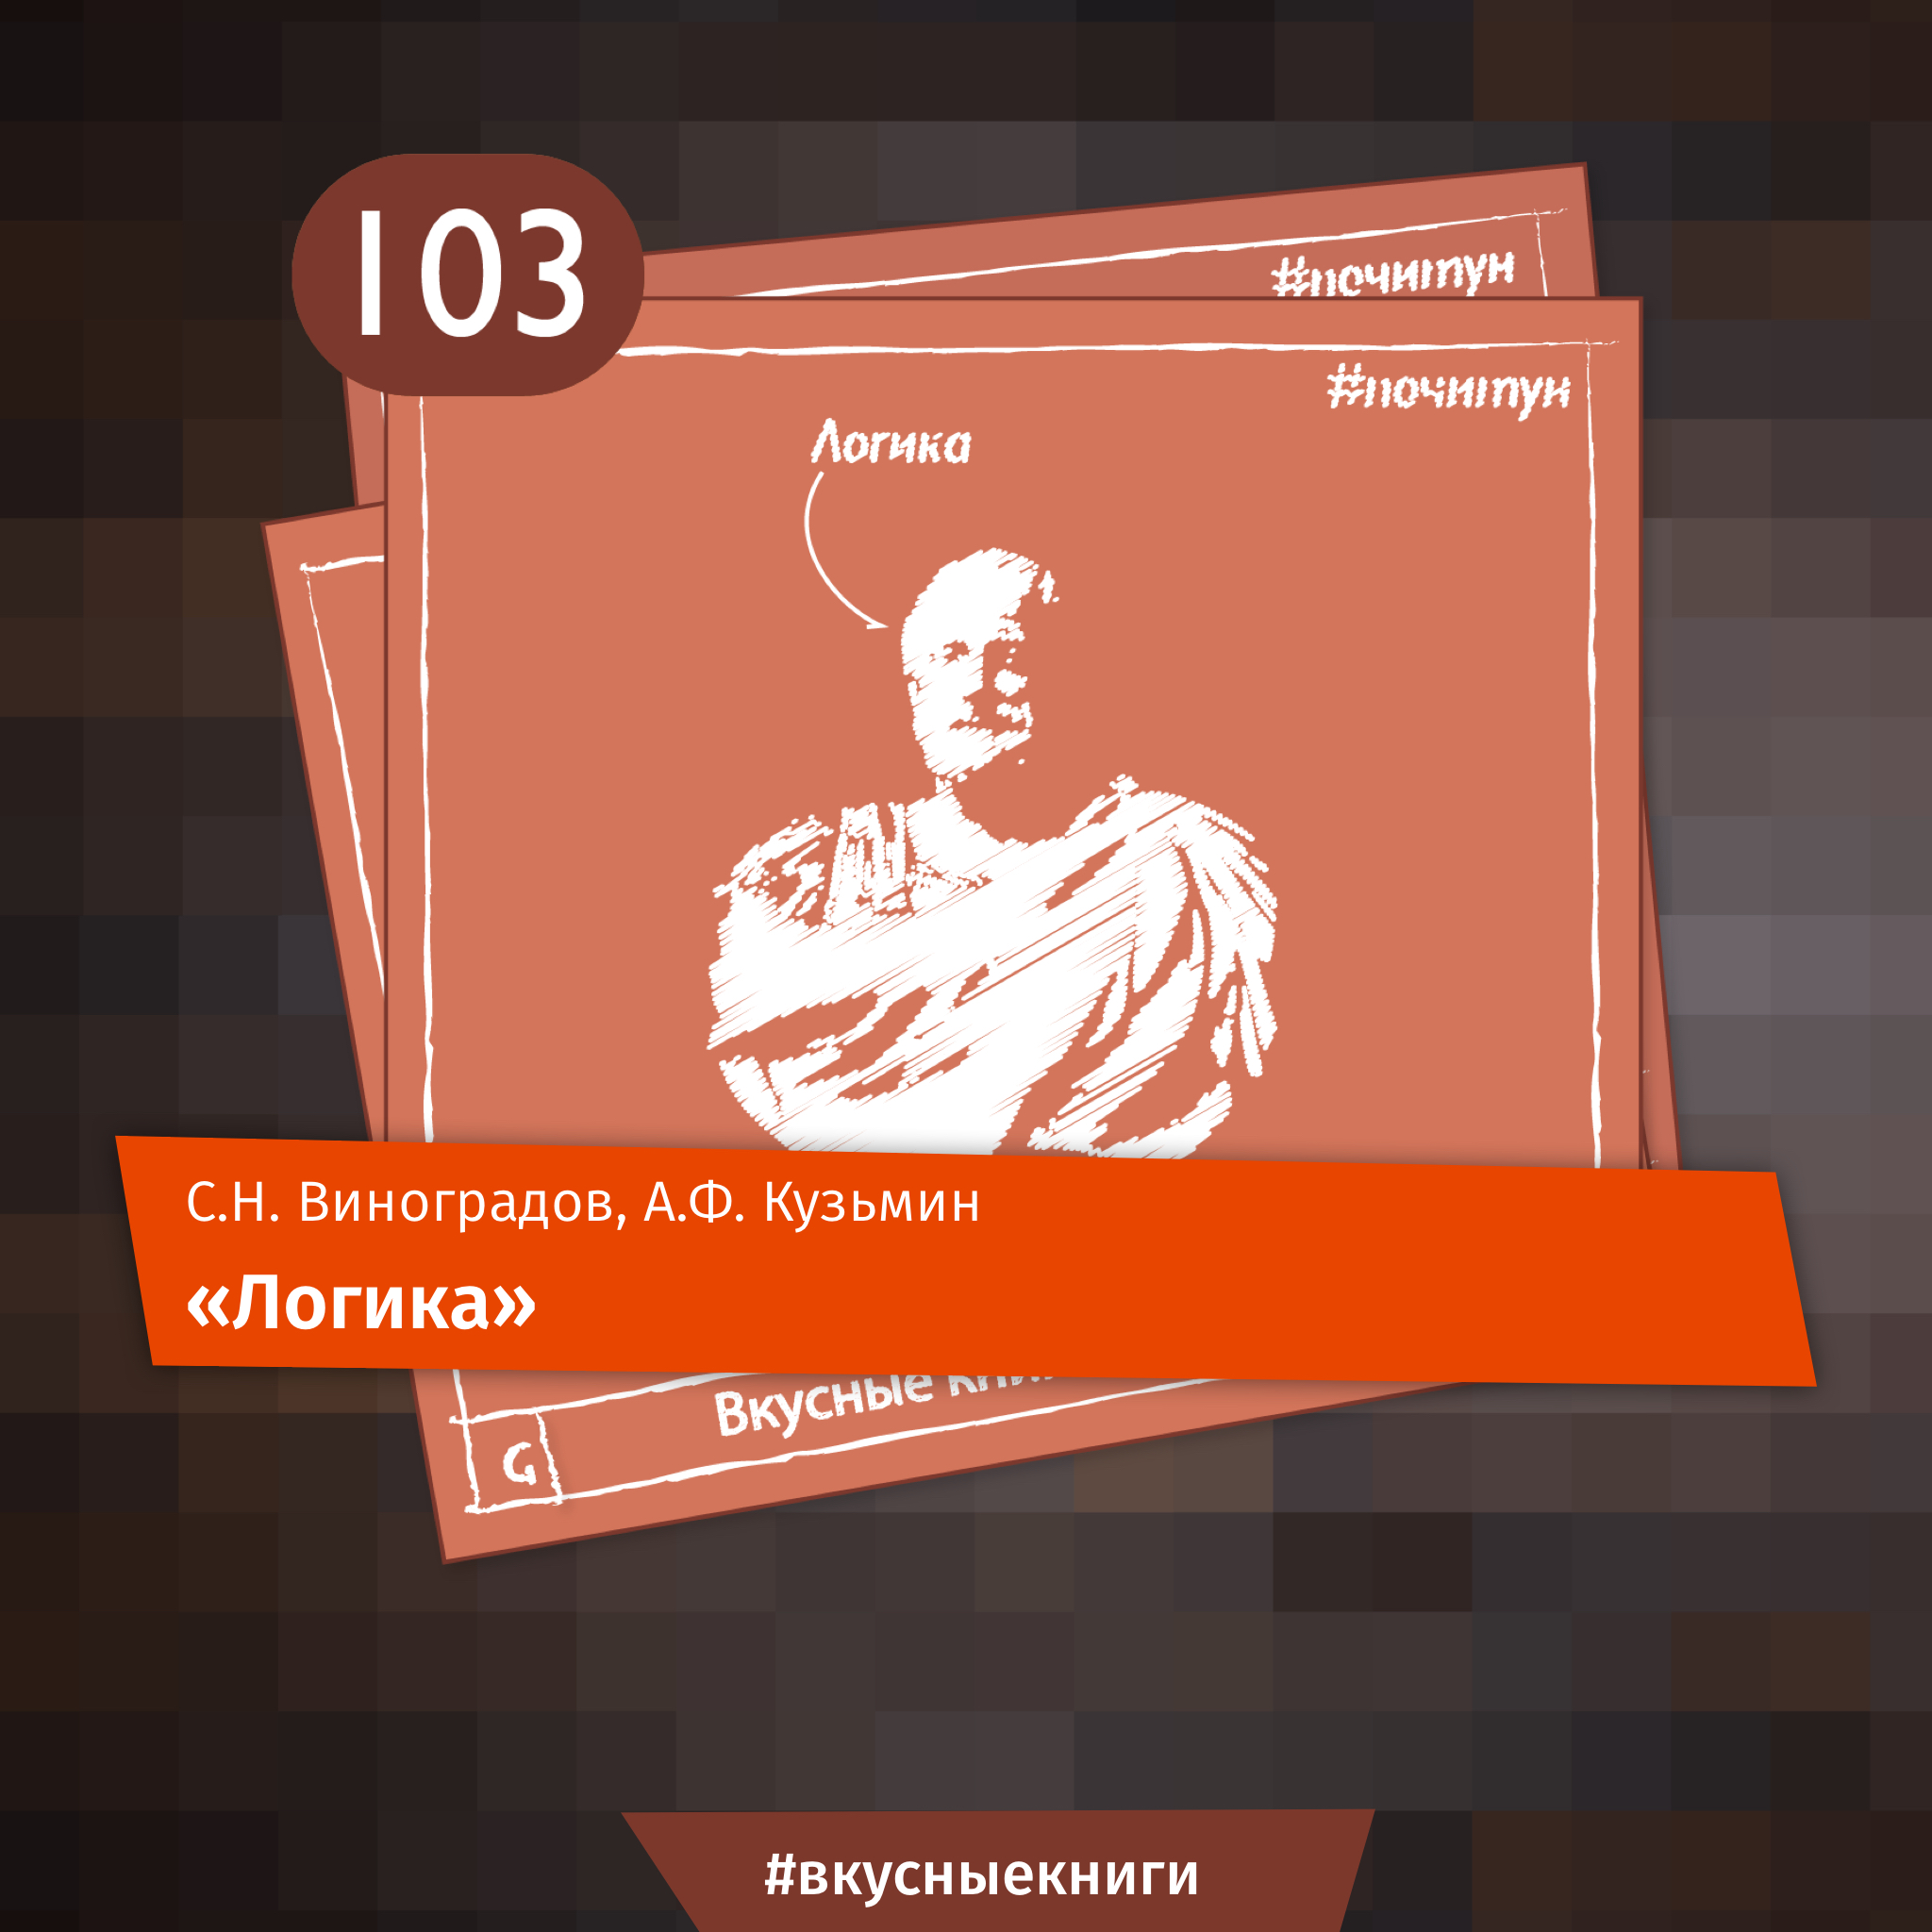 103
#почитун
#почитун
Логика
С.Н. Виноградов, А.Ф. Кузьмин
«Логика»
Вкусные
G
#вкусныекниги